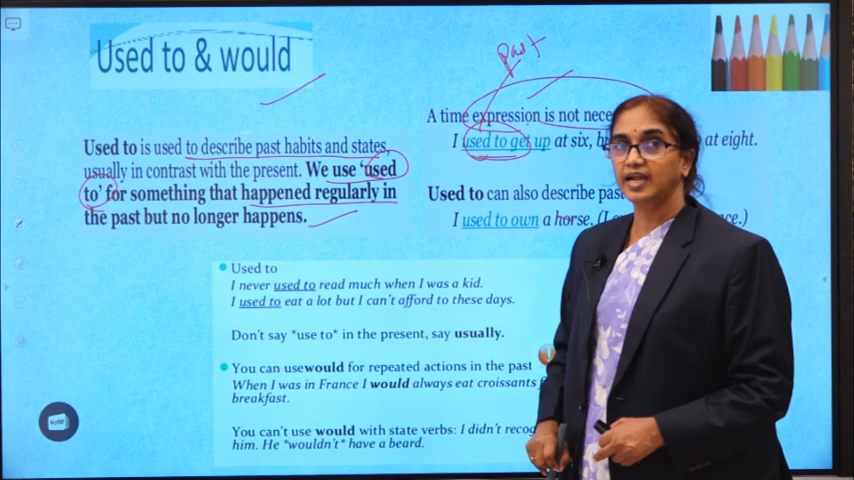 Used to & would
past
A time expression is not nece
I used to get up at six, b at eight.
Used to is used to describe past habits and states,
usually in contrast with the present. We use ‘used
to’ for something that happened regularly in
the past but no longer happens.
Used to can also describe past
I used to own a horse. ce.)
Used to
I never used to read much when I was a kid.
I used to eat a lot but I can't afford to these days.
Don't say *use to* in the present, say usually.
You can usewould for repeated actions in the past
When I was in France I would always eat croissants f
breakfast.
You can't use would with state verbs: I didn't recog
him. He *wouldn't* have a beard.